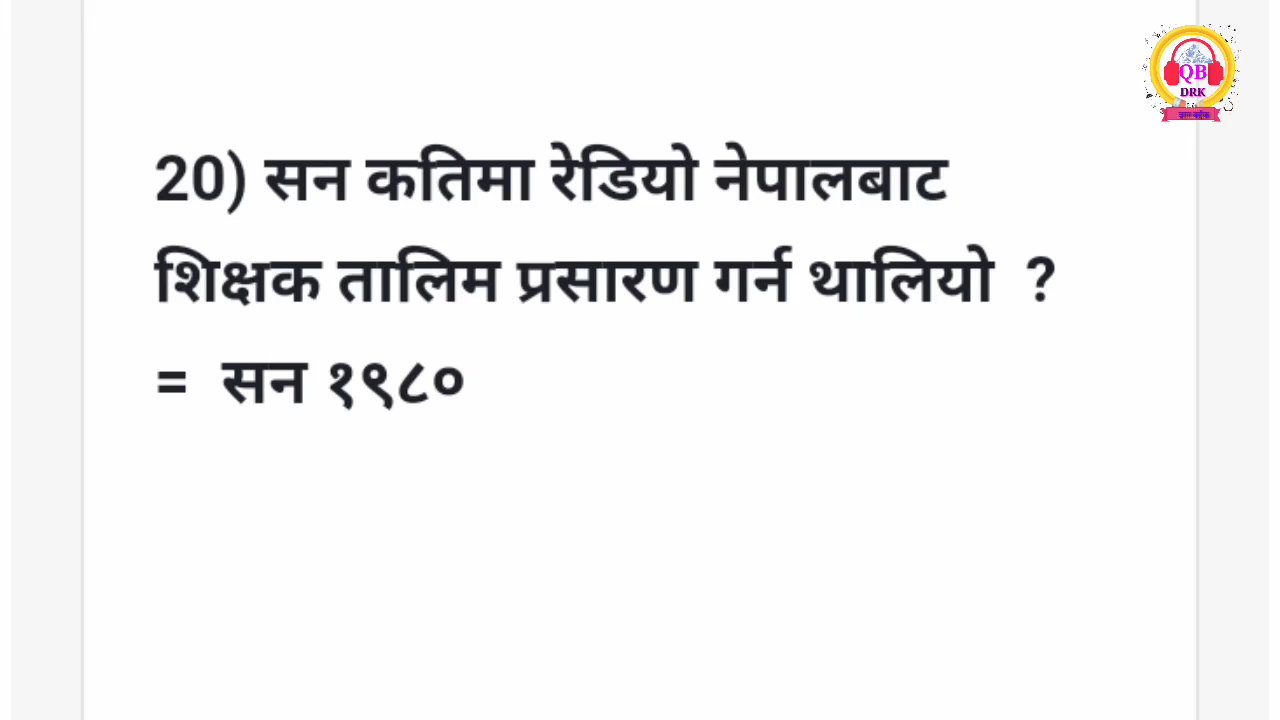 QB
DRK
20) सन कतिमा रेडियो नेपालबाट
शिक्षक तालिम प्रसारण गर्न थालियो ?
= सन १९८०